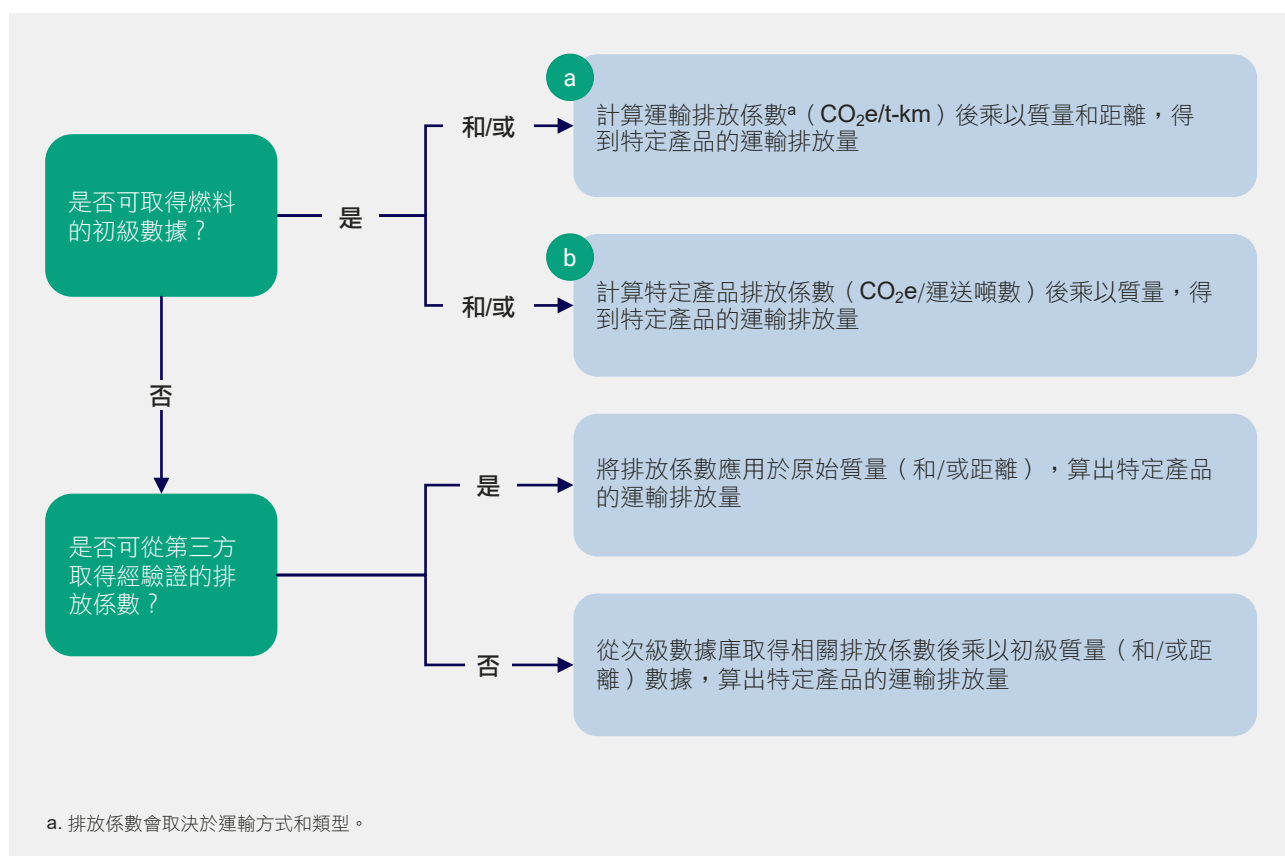 a
計算運輸排放係數ᵃ（CO₂e/t-km）後乘以質量和距離，得
到特定產品的運輸排放量
和/或
是否可取得燃料
的初級數據？
是
b
計算特定產品排放係數（CO₂e/運送噸數）後乘以質量，得
到特定產品的運輸排放量
和/或
否
將排放係數應用於原始質量（和/或距離），算出特定產品
的運輸排放量
是
是否可從第三方
取得經驗證的排
放係數？
從次級數據庫取得相關排放係數後乘以初級質量（和/或距
離）數據，算出特定產品的運輸排放量
否
a. 排放係數會取決於運輸方式和類型。